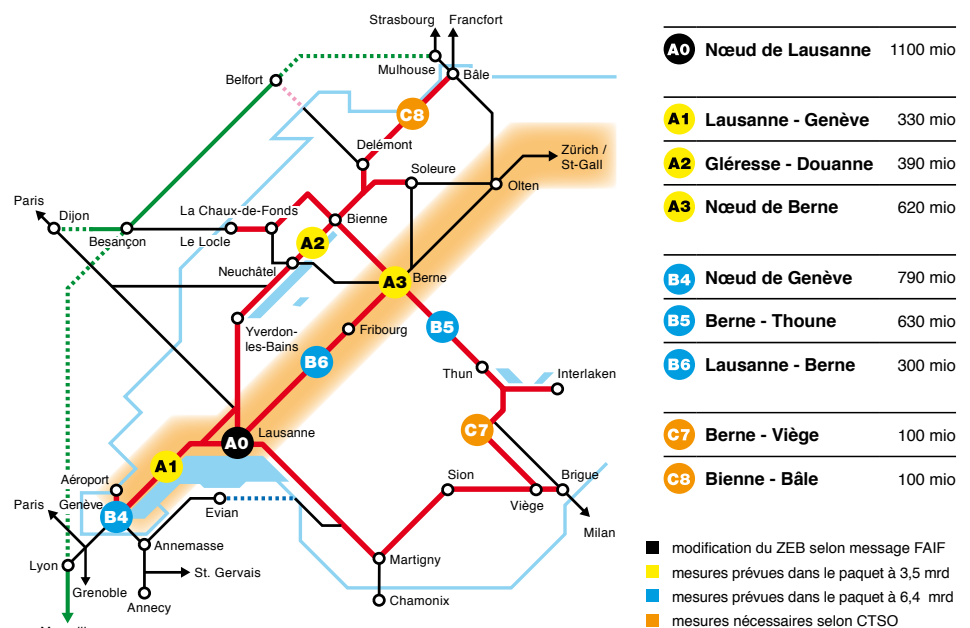 Strasbourg
Francfort
Mulhouse
Bâle
Belfort
C8
Delémont
Soleure
Zürich /
St-Gall
Olten
Paris
Dijon
Besançon
La Chaux-de-Fonds
Le Locle
Bienne
A2
Neuchâtel
A3
Berne
Yverdon-
les-Bains
Fribourg
B5
B6
Thun
Interlaken
A0
Lausanne
C7
A1
Aéroport
Genève
B4
Paris
Evian
Sion
Viège
Brigue
Milan
Annemasse
Lyon
Grenoble
St. Gervais
Annecy
Martigny
Chamonix
A0 Nœud de Lausanne 1100 mio
A1 Lausanne - Genève 330 mio
A2 Gléresse - Douanne 390 mio
A3 Nœud de Berne 620 mio
B4 Nœud de Genève 790 mio
B5 Berne - Thoune 630 mio
B6 Lausanne - Berne 300 mio
C7 Berne - Viège 100 mio
C8 Bienne - Bâle 100 mio
modification du ZEB selon message FAIF
mesures prévues dans le paquet à 3,5 mrd
mesures prévues dans le paquet à 6,4 mrd
mesures nécessaires selon CTSO